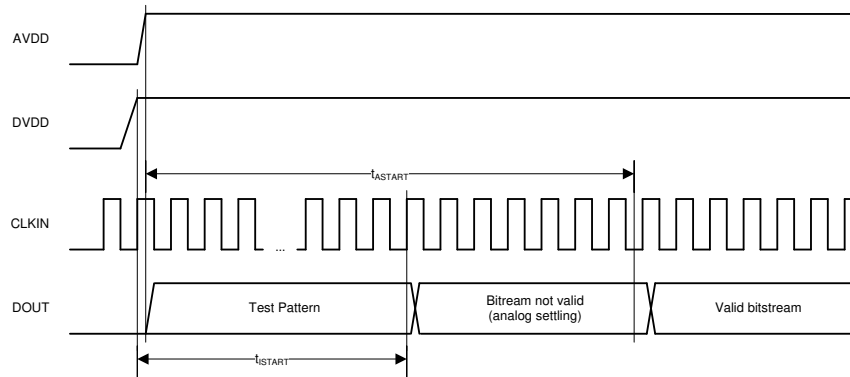 AVDD
DVDD
tASTART
CLKIN
...
DOUT
Test Pattern
Bitream not valid
(analog settling)
Valid bitstream
tISTART